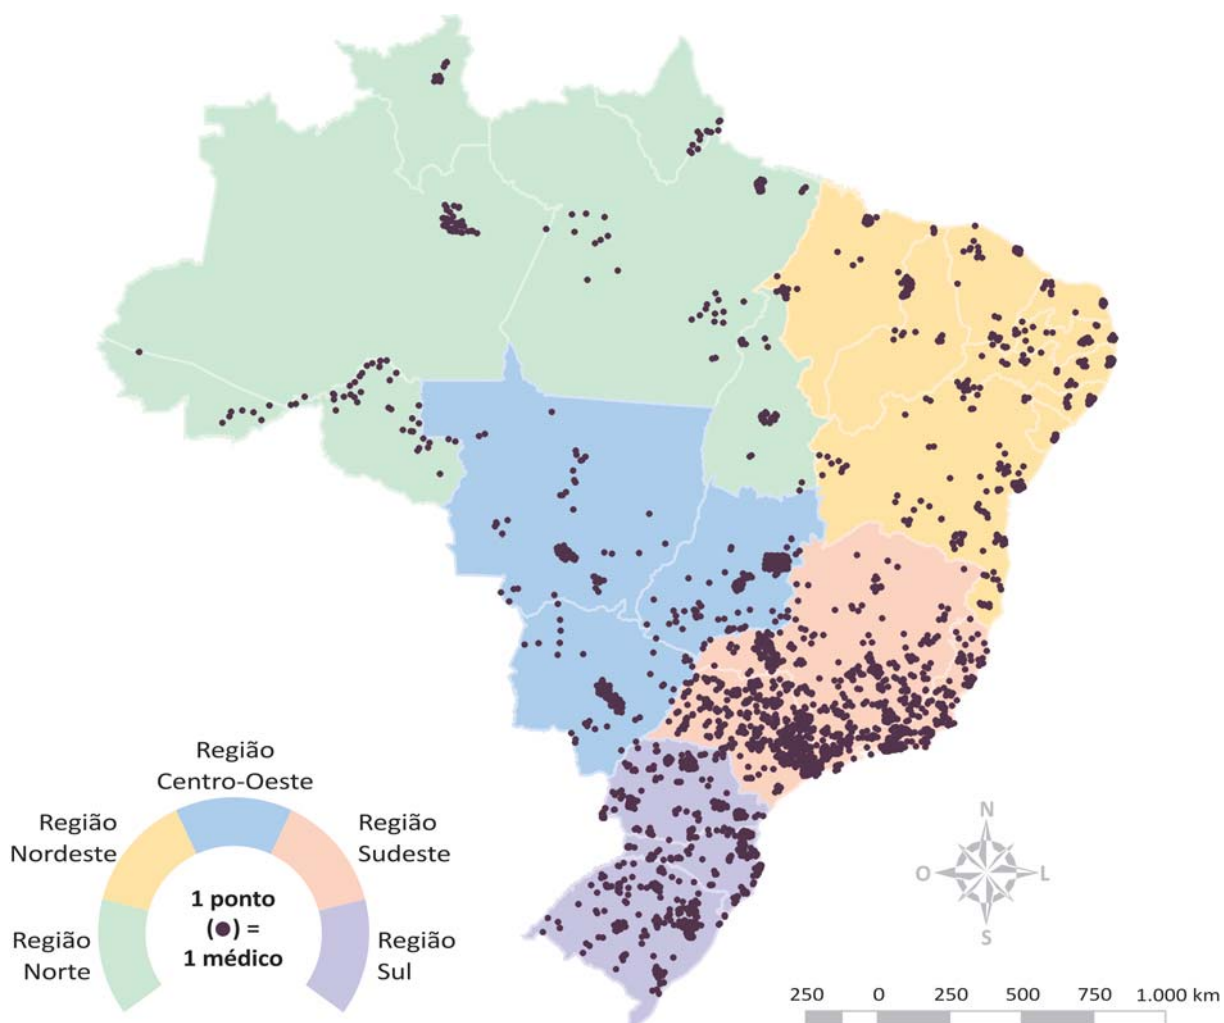 Região
Centro-Oeste
Região
Nordeste
Região
Sudeste
1 ponto
(●) =
1 médico
Região
Norte
Região
Sul
N
O
L
S
250
0
250
500
750
1.000 km